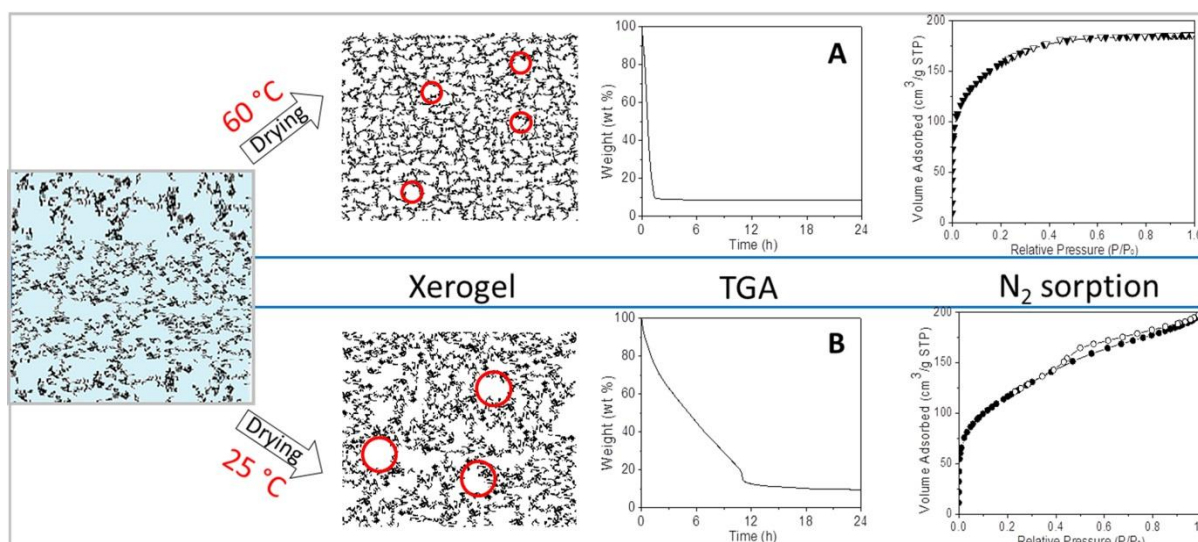 60 °C
Drying
A
100
80
60
40
20
0
Weight (wt %)
0 6 12 18 24
Time (h)
200
150
100
50
0
Volume Adsorbed (cm³/g STP)
0.0 0.2 0.4 0.6 0.8 1.0
Relative Pressure (P/P₀)
Xerogel TGA N₂ sorption
Drying
25 °C
B
100
80
60
40
20
0
Weight (wt %)
0 6 12 18 24
Time (h)
200
150
100
50
0
Volume Adsorbed (cm³/g STP)
0.0 0.2 0.4 0.6 0.8
Relative Pressure